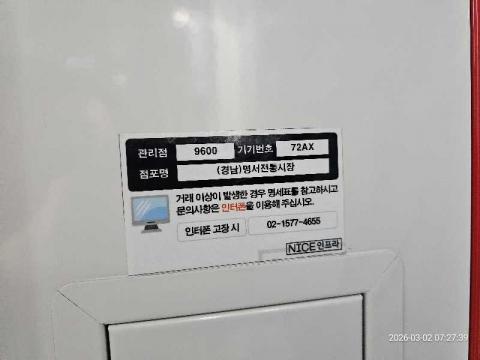 관리점 9600 기기번호 72AX
점포명 (경남)명서전통시장
거래 이상이 발생한 경우 명세표를 참고하시고
문의사항은 인터폰을 이용해 주십시오.
인터폰 고장 시 02-1577-4655
NICE인프라
2026-03-02 07:27:39